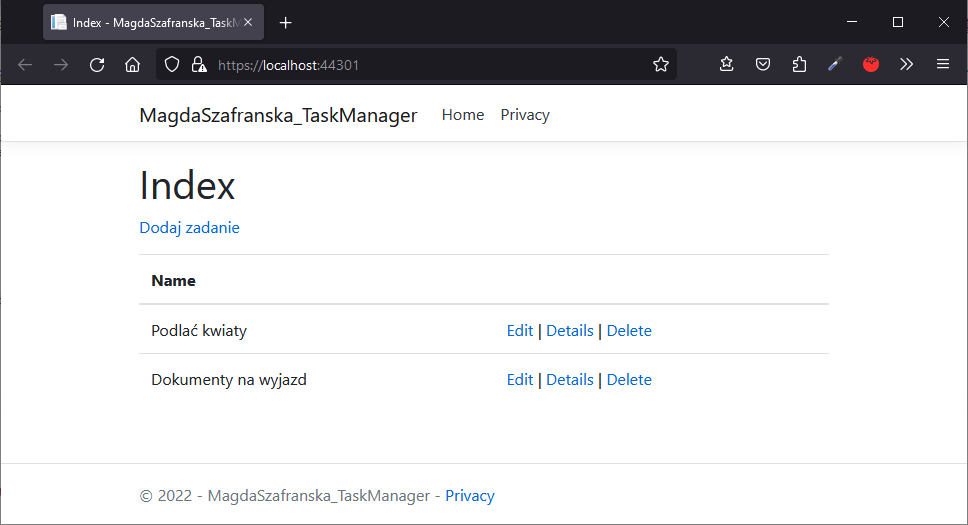 Index - MagdaSzafranska_TaskM
https://localhost:44301
MagdaSzafranska_TaskManager Home Privacy
Index
Dodaj zadanie
Name
Podlać kwiaty Edit | Details | Delete
Dokumenty na wyjazd Edit | Details | Delete
© 2022 - MagdaSzafranska_TaskManager - Privacy